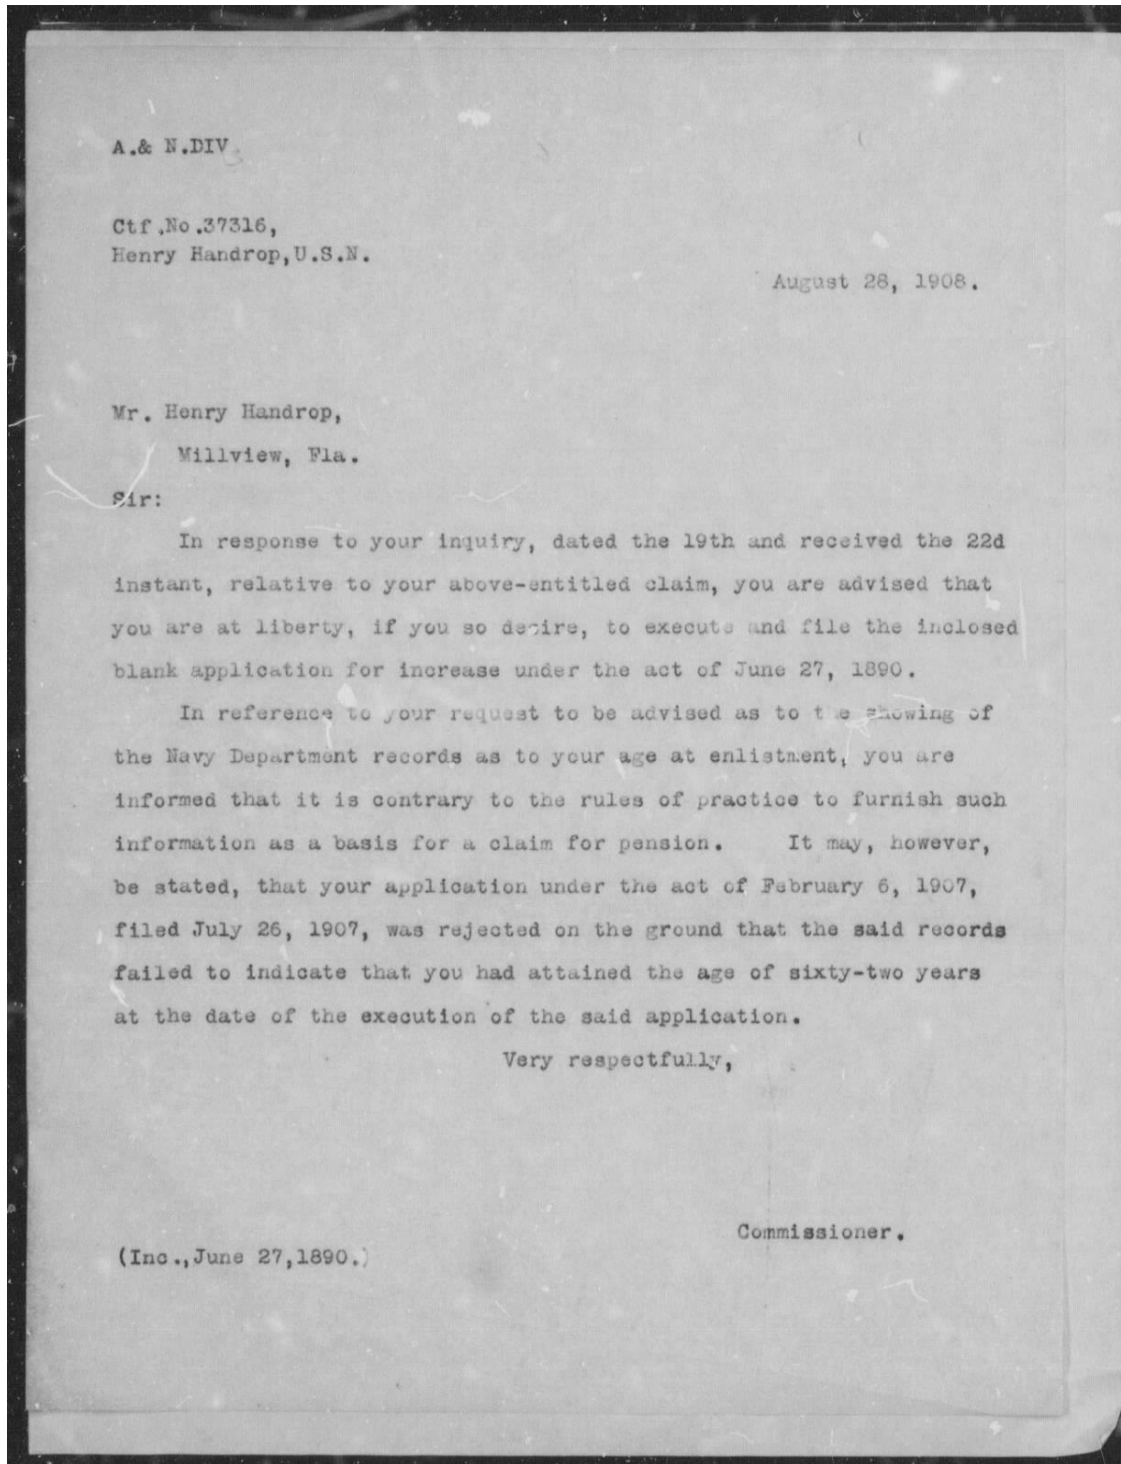 A.& N.DIV.
Ctf.No.37316,
Henry Handrop,U.S.N.
August 28, 1908.
Mr. Henry Handrop,
Millview, Fla.
Sir:
In response to your inquiry, dated the 19th and received the 22d
instant, relative to your above-entitled claim, you are advised that
you are at liberty, if you so desire, to execute and file the inclosed
blank application for increase under the act of June 27, 1890.
In reference to your request to be advised as to the showing of
the Navy Department records as to your age at enlistment, you are
informed that it is contrary to the rules of practice to furnish such
information as a basis for a claim for pension. It may, however,
be stated, that your application under the act of February 6, 1907,
filed July 26, 1907, was rejected on the ground that the said records
failed to indicate that you had attained the age of sixty-two years
at the date of the execution of the said application.
Very respectfully,
Commissioner.
(Inc.,June 27,1890.)